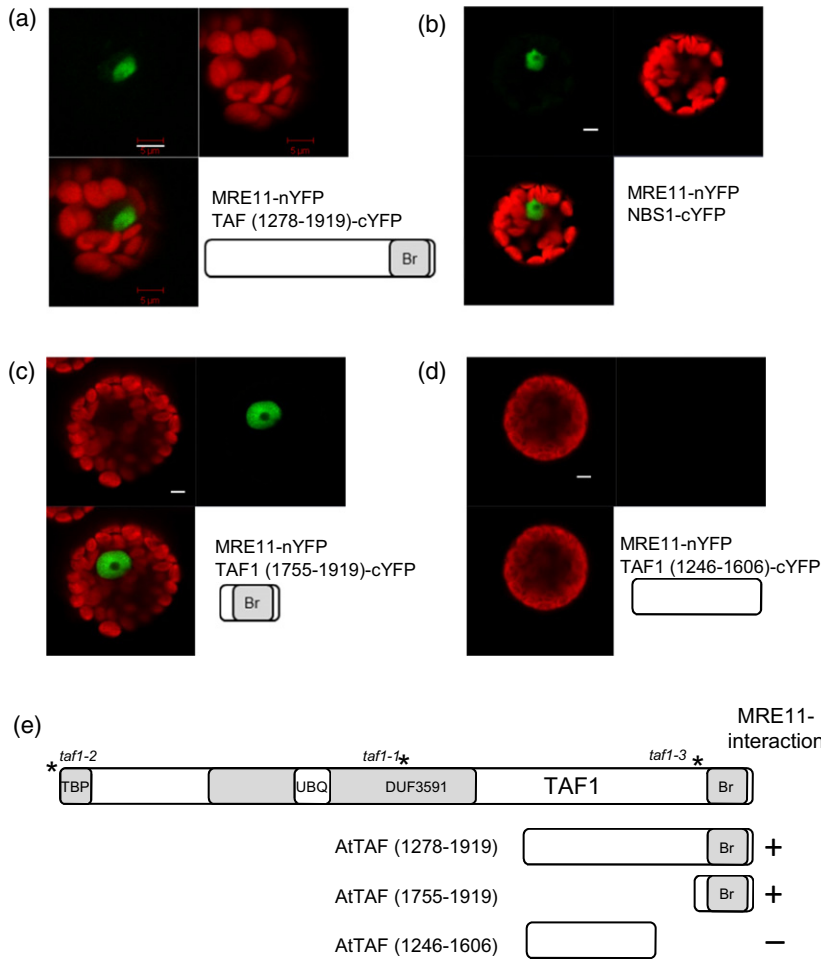 (a)
5 µm
5 µm
5 µm
MRE11-nYFP
TAF (1278-1919)-cYFP
Br
(b)
MRE11-nYFP
NBS1-cYFP
(c)
MRE11-nYFP
TAF1 (1755-1919)-cYFP
Br
(d)
MRE11-nYFP
TAF1 (1246-1606)-cYFP
(e)
MRE11-
interaction
* taf1-2
taf1-1 *
taf1-3 *
TBP UBQ DUF3591 TAF1 Br
AtTAF (1278-1919) Br +
AtTAF (1755-1919) Br +
AtTAF (1246-1606) –